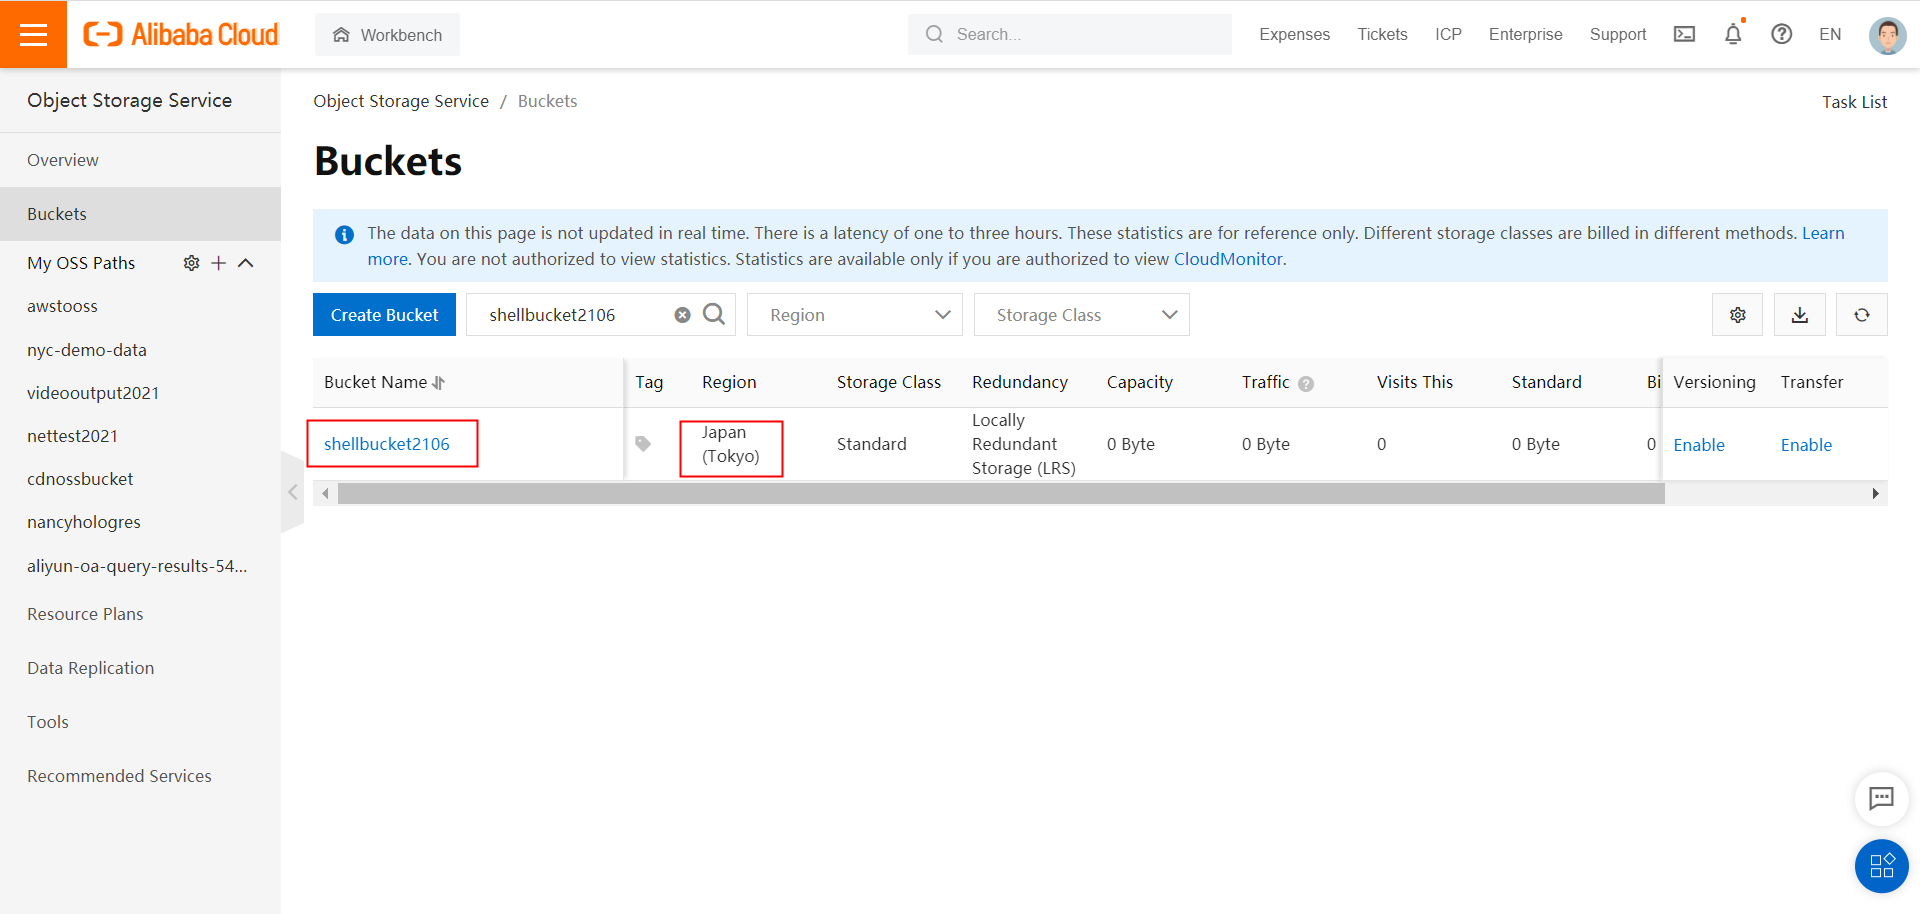 Alibaba Cloud
Workbench
Search...
Expenses
Tickets
ICP
Enterprise
Support
EN
Object Storage Service
Overview
Buckets
My OSS Paths
awstooss
nyc-demo-data
videooutput2021
nettest2021
cdnossbucket
nancyhologres
aliyun-oa-query-results-54...
Resource Plans
Data Replication
Tools
Recommended Services
Object Storage Service / Buckets
Task List
Buckets
The data on this page is not updated in real time. There is a latency of one to three hours. These statistics are for reference only. Different storage classes are billed in different methods. Learn
more. You are not authorized to view statistics. Statistics are available only if you are authorized to view CloudMonitor.
Create Bucket
shellbucket2106
Region
Storage Class
Bucket Name Tag Region Storage Class Redundancy Capacity Traffic Visits This Standard Bi Versioning Transfer
shellbucket2106
Japan
(Tokyo)
Standard
Locally
Redundant
Storage (LRS)
0 Byte
0 Byte
0
0 Byte
0
Enable
Enable